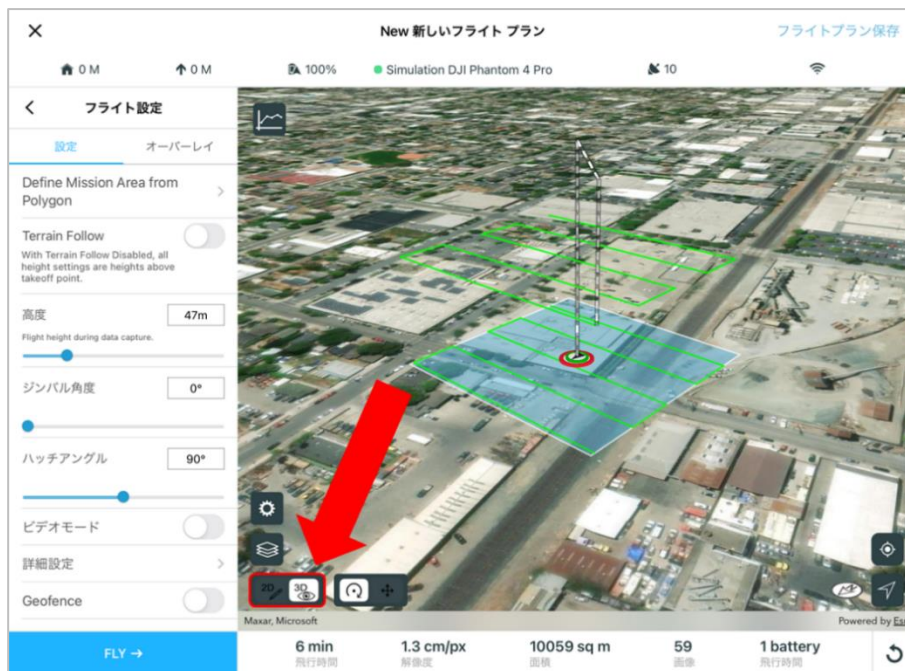 New 新しいフライト プラン
フライトプラン保存
0 M
0 M
100%
Simulation DJI Phantom 4 Pro
10
フライト設定
設定
オーバーレイ
Define Mission Area from
Polygon
Terrain Follow
With Terrain Follow Disabled, all
height settings are heights above
takeoff point.
高度
47m
Flight height during data capture.
ジンバル角度
0°
ハッチアングル
90°
ビデオモード
詳細設定
Geofence
2D
3D
Maxar, Microsoft
Powered by Esri
FLY →
6 min
飛行時間
1.3 cm/px
解像度
10059 sq m
面積
59
画像
1 battery
飛行時間